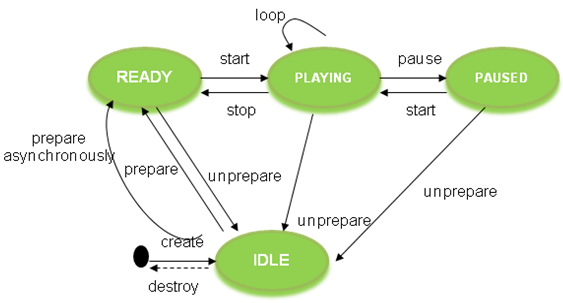 loop
start
pause
READY
PLAYING
PAUSED
stop
start
prepare
asynchronously
prepare
unprepare
unprepare
unprepare
create
IDLE
destroy